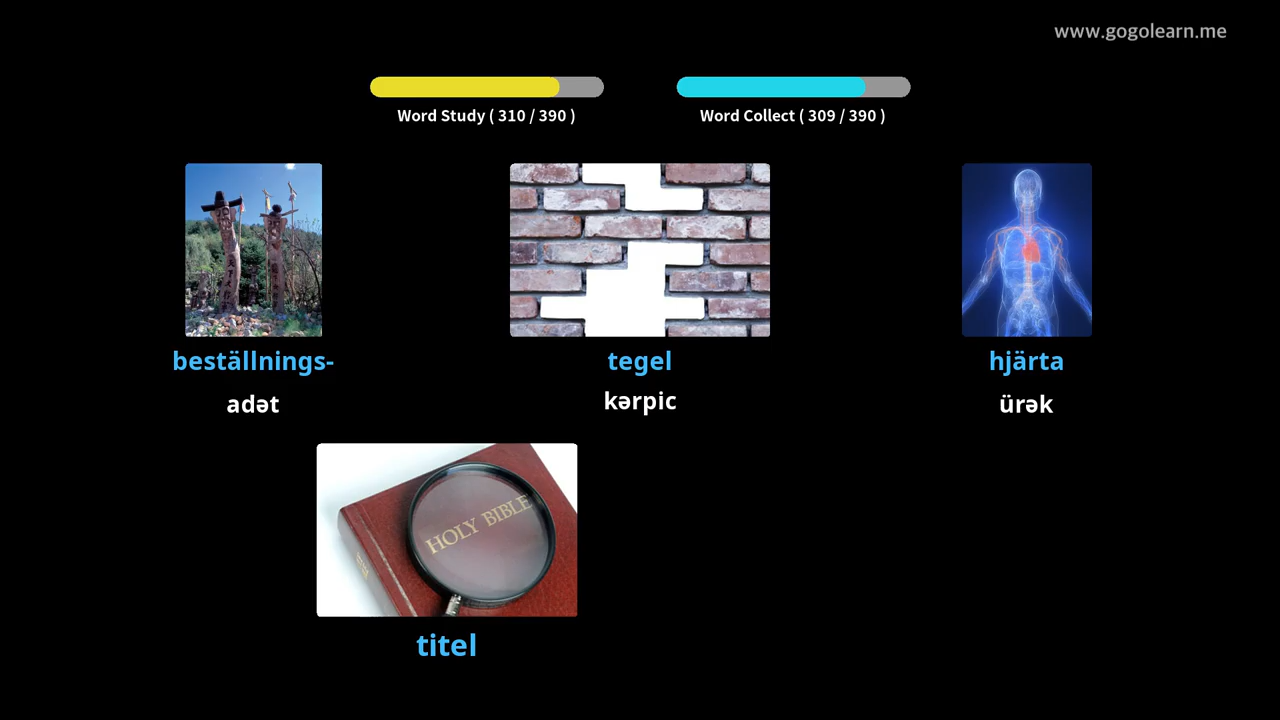 www.gogolearn.me
Word Study ( 310 / 390 )
Word Collect ( 309 / 390 )
beställnings-
adət
tegel
kərpic
hjärta
ürək
HOLY BIBLE
titel